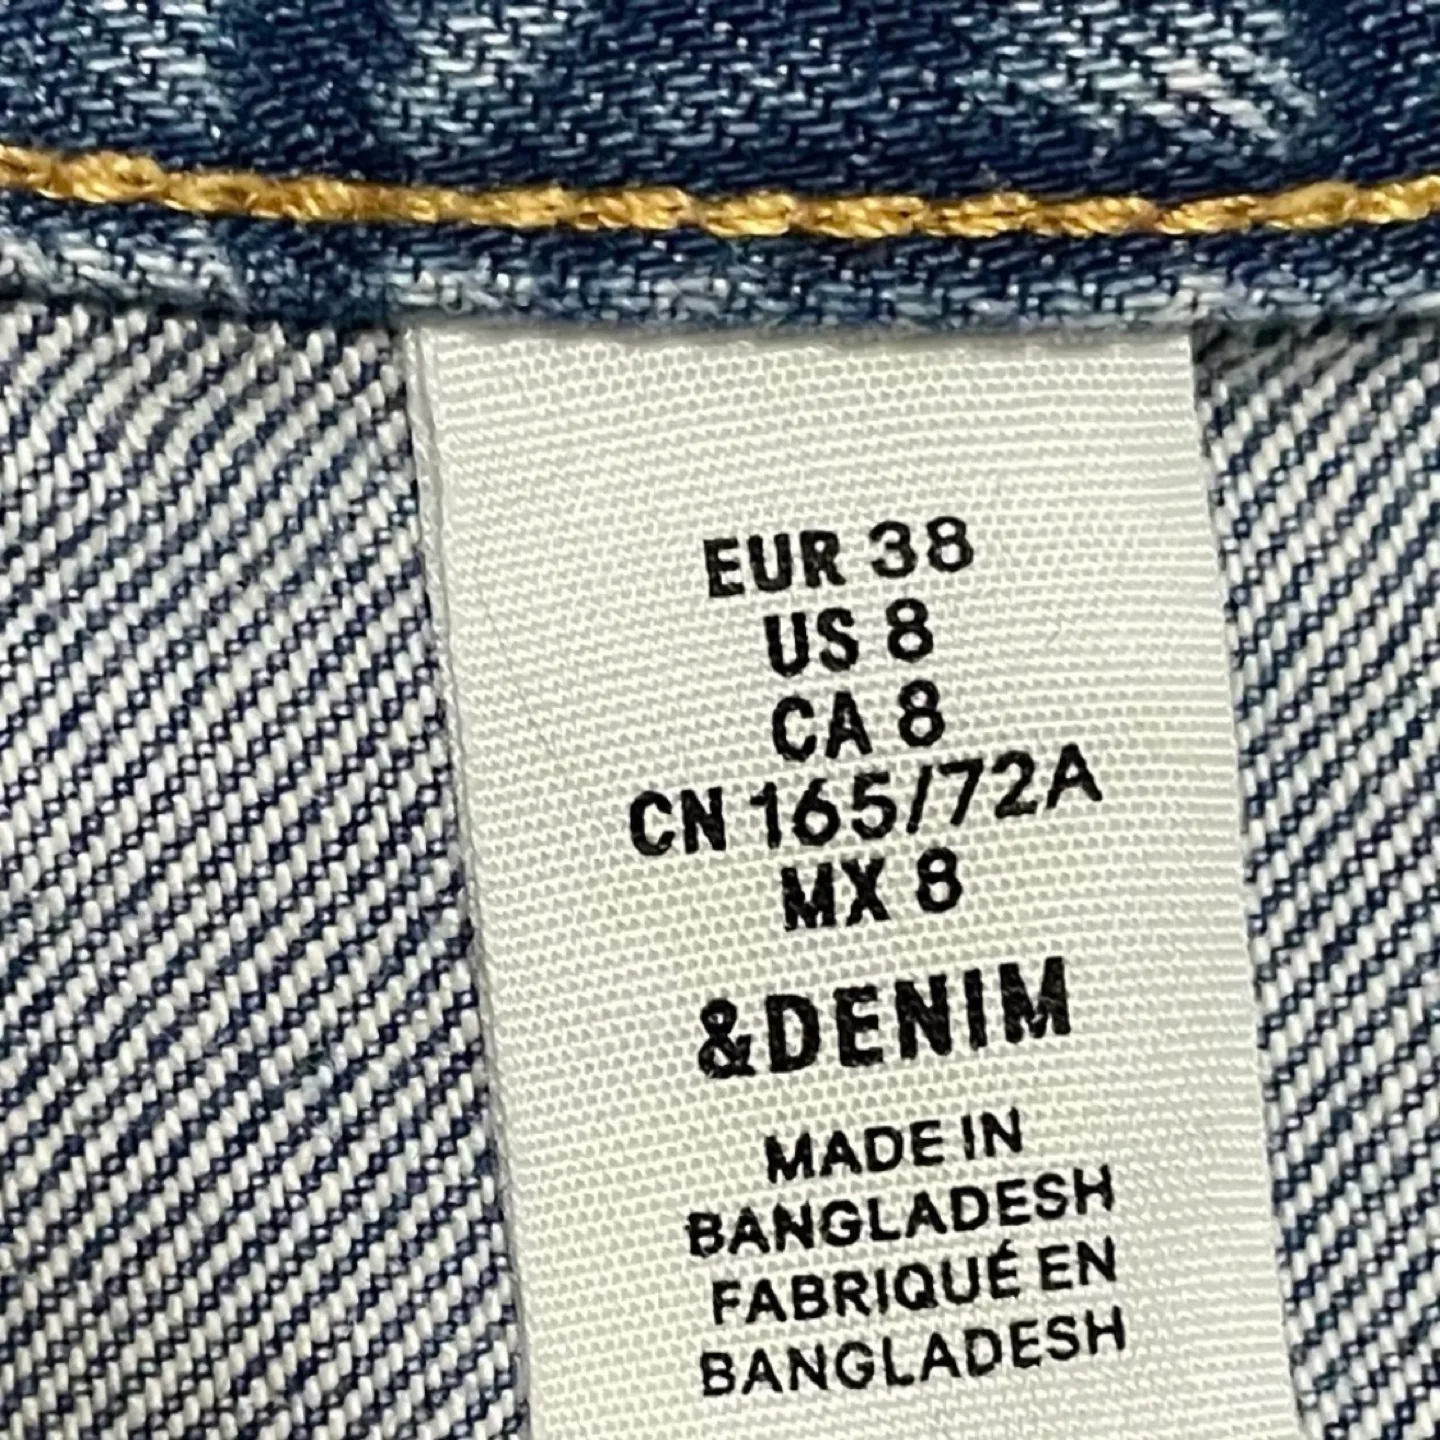 EUR 38
US 8
CA 8
CN 165/72A
MX 8
&DENIM
MADE IN
BANGLADESH
FABRIQUÉ EN
BANGLADESH